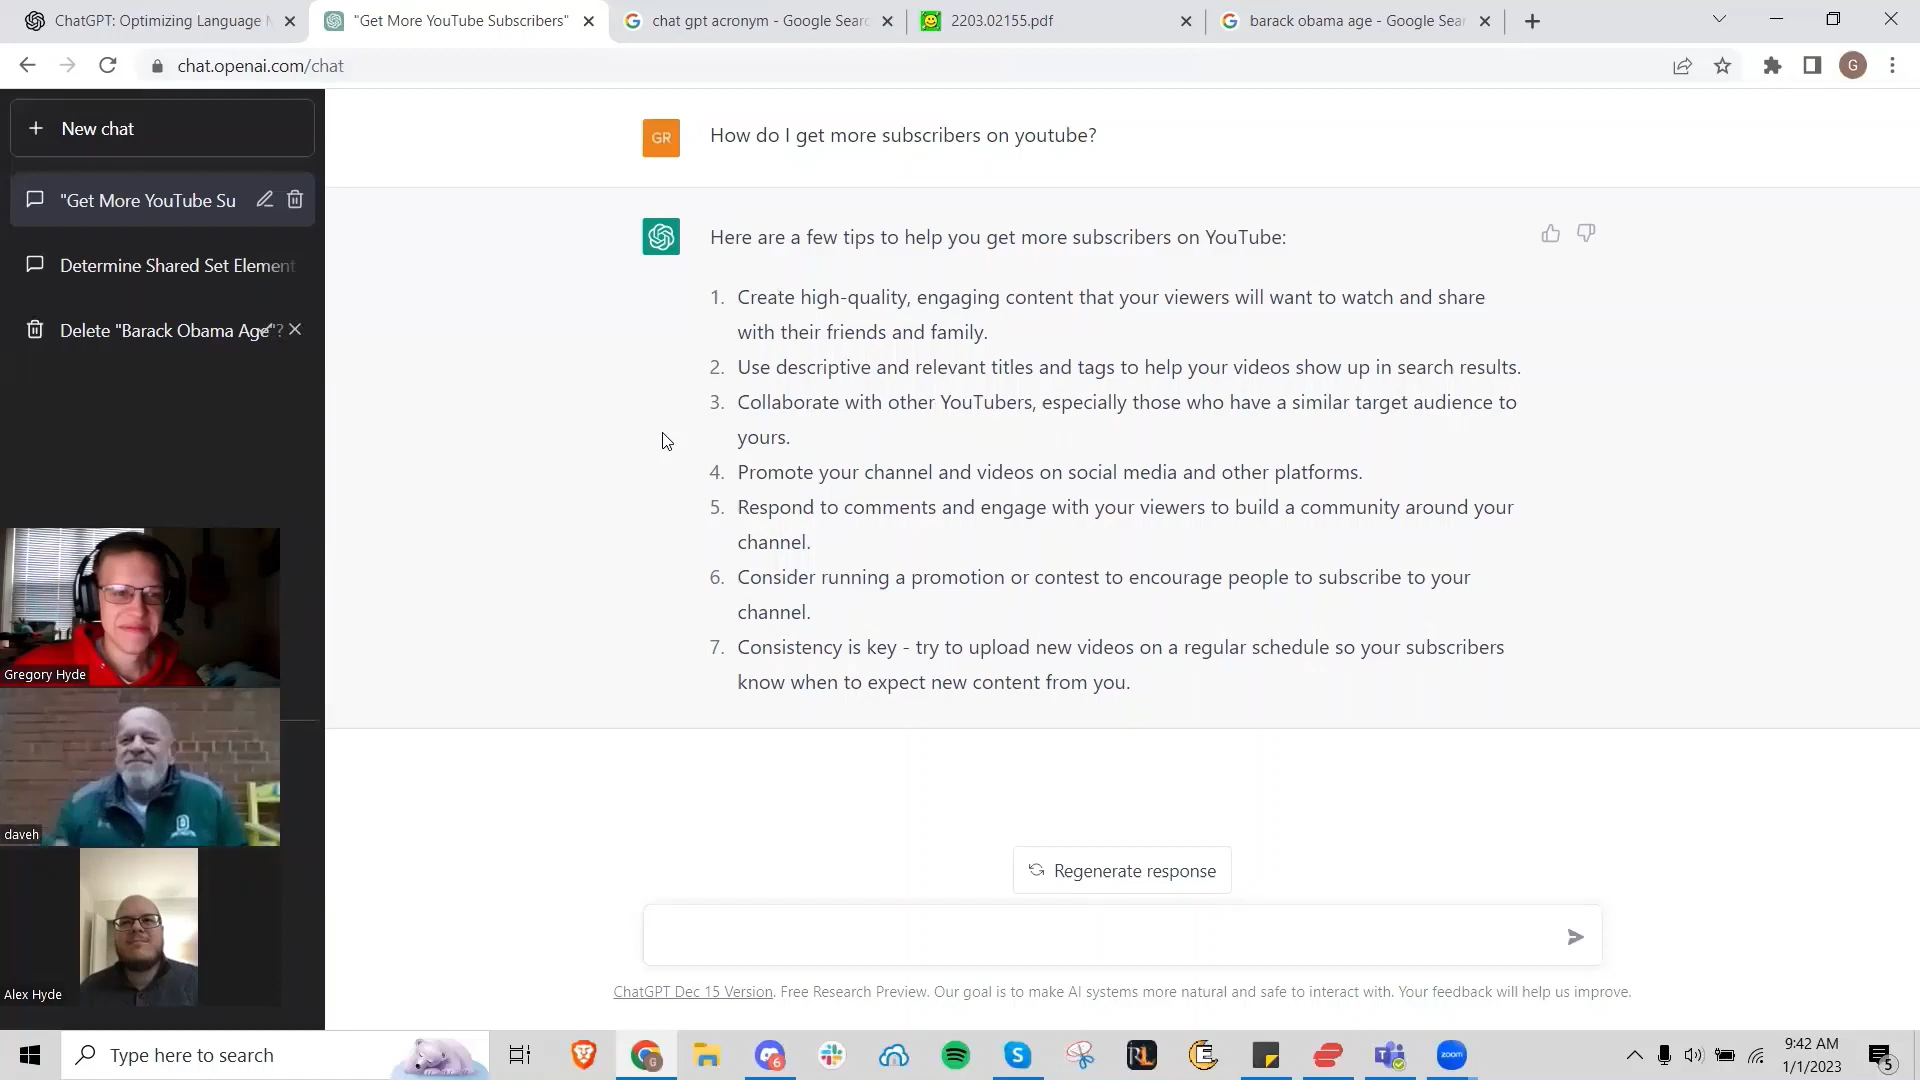 ChatGPT: Optimizing Language M
"Get More YouTube Subscribers"
chat gpt acronym - Google Searc
2203.02155.pdf
barack obama age - Google Sear
chat.openai.com/chat
G
New chat
"Get More YouTube Su
Determine Shared Set Element
Delete "Barack Obama Age"?
GR
How do I get more subscribers on youtube?
Here are a few tips to help you get more subscribers on YouTube:
1. Create high-quality, engaging content that your viewers will want to watch and share
with their friends and family.
2. Use descriptive and relevant titles and tags to help your videos show up in search results.
3. Collaborate with other YouTubers, especially those who have a similar target audience to
yours.
4. Promote your channel and videos on social media and other platforms.
5. Respond to comments and engage with your viewers to build a community around your
channel.
6. Consider running a promotion or contest to encourage people to subscribe to your
channel.
7. Consistency is key - try to upload new videos on a regular schedule so your subscribers
know when to expect new content from you.
Gregory Hyde
daveh
Alex Hyde
Regenerate response
ChatGPT Dec 15 Version. Free Research Preview. Our goal is to make AI systems more natural and safe to interact with. Your feedback will help us improve.
Type here to search
G
6
S
RL
zoom
9:42 AM
1/1/2023
5